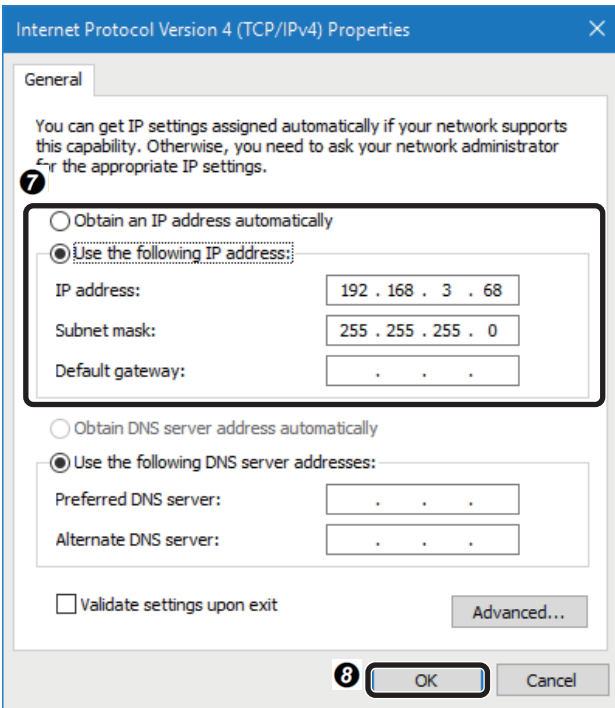 Internet Protocol Version 4 (TCP/IPv4) Properties
General
You can get IP settings assigned automatically if your network supports
this capability. Otherwise, you need to ask your network administrator
for the appropriate IP settings.
7
Obtain an IP address automatically
Use the following IP address:
IP address: 192 . 168 . 3 . 68
Subnet mask: 255 . 255 . 255 . 0
Default gateway: . . .
Obtain DNS server address automatically
Use the following DNS server addresses:
Preferred DNS server: . . .
Alternate DNS server: . . .
Validate settings upon exit
Advanced...
8 OK Cancel